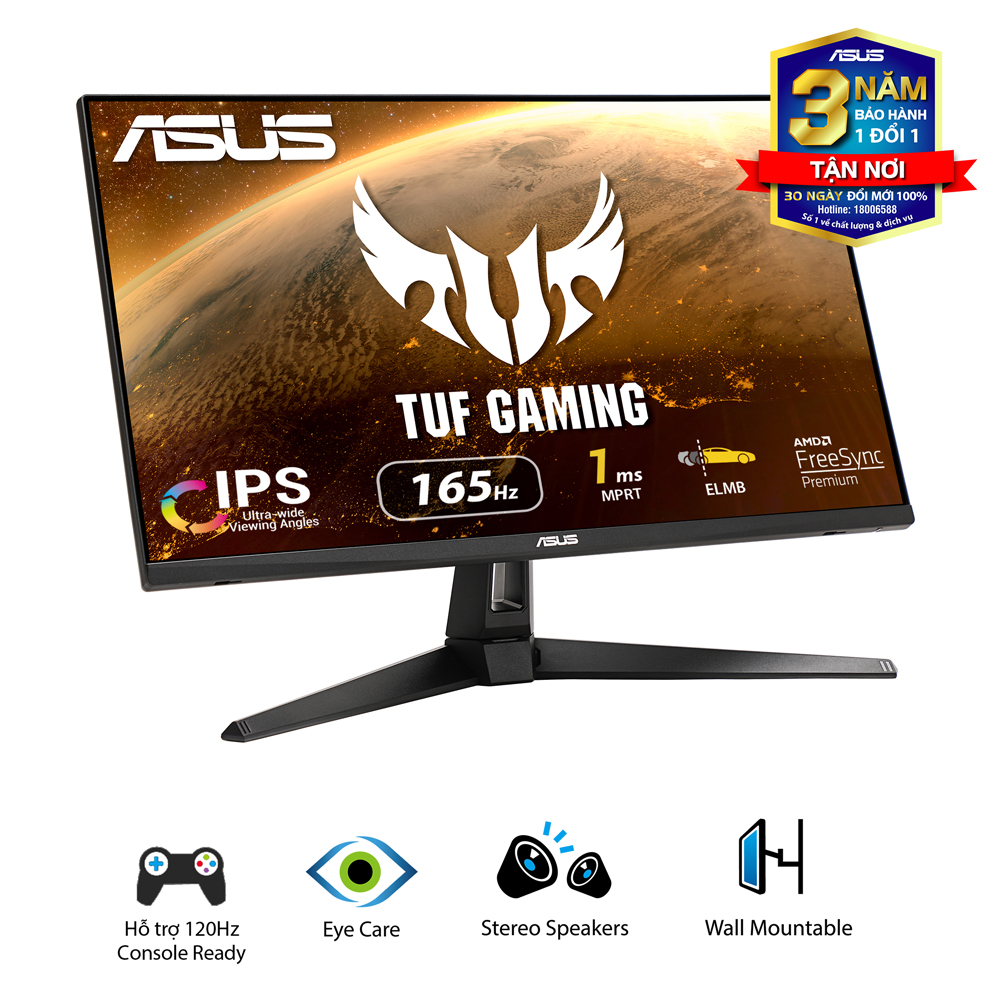 ASUS
3 NĂM
BẢO HÀNH
1 ĐỔI 1
TẬN NƠI
30 NGÀY ĐỔI MỚI 100%
Hotline: 18006588
Số 1 về chất lượng & dịch vụ
ASUS
TUF GAMING
IPS
Ultra-wide
Viewing Angles
165Hz
1 ms
MPRT
ELMB
AMD
FreeSync
Premium
ASUS
Hỗ trợ 120Hz
Console Ready
Eye Care
Stereo Speakers
Wall Mountable